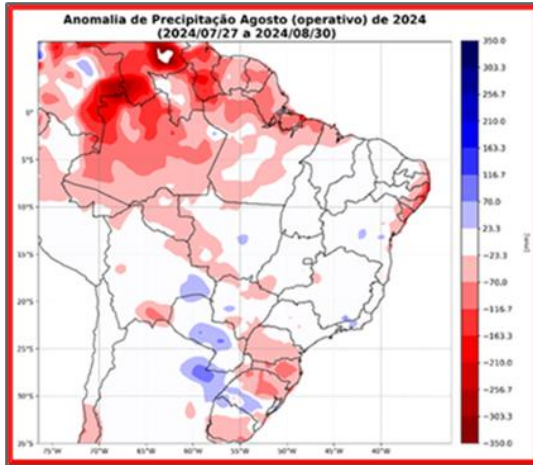 Anomalia de Precipitação Agosto (operativo) de 2024
(2024/07/27 a 2024/08/30)
350.0
303.3
256.7
210.0
163.3
116.7
70.0
23.3
−23.3
−70.0
−116.7
−163.3
−210.0
−256.7
−303.3
−350.0
0°
5°S
10°S
15°S
20°S
25°S
30°S
35°S
75°W
70°W
65°W
60°W
55°W
50°W
45°W
40°W